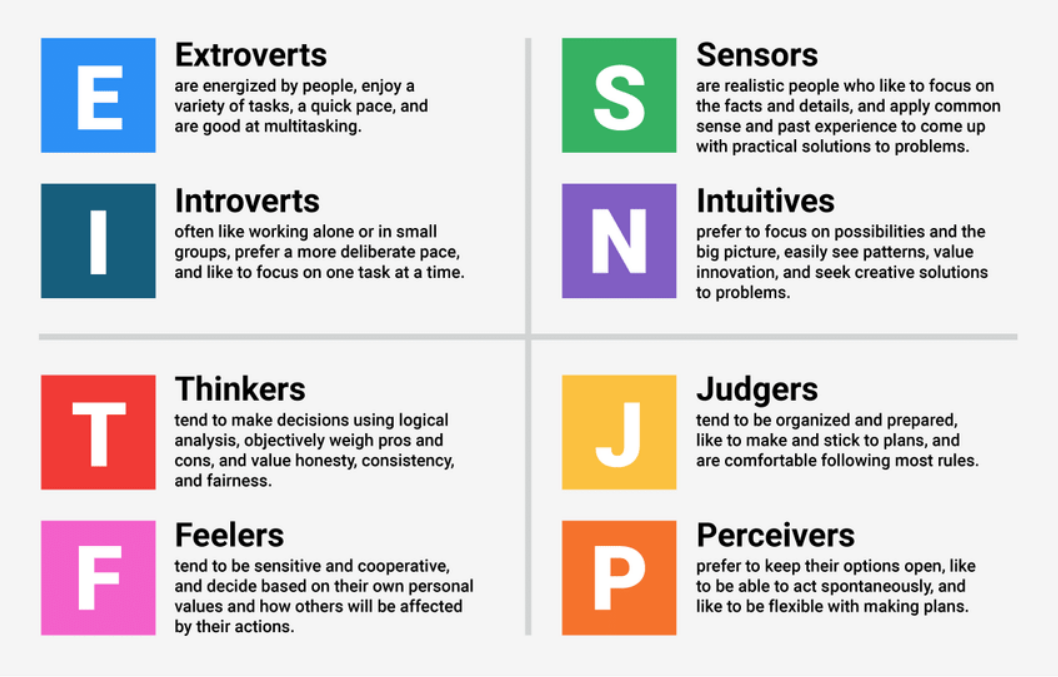 E
Extroverts
are energized by people, enjoy a
variety of tasks, a quick pace, and
are good at multitasking.
I
Introverts
often like working alone or in small
groups, prefer a more deliberate pace,
and like to focus on one task at a time.
S
Sensors
are realistic people who like to focus on
the facts and details, and apply common
sense and past experience to come up
with practical solutions to problems.
N
Intuitives
prefer to focus on possibilities and the
big picture, easily see patterns, value
innovation, and seek creative solutions
to problems.
T
Thinkers
tend to make decisions using logical
analysis, objectively weigh pros and
cons, and value honesty, consistency,
and fairness.
F
Feelers
tend to be sensitive and cooperative,
and decide based on their own personal
values and how others will be affected
by their actions.
J
Judgers
tend to be organized and prepared,
like to make and stick to plans, and
are comfortable following most rules.
P
Perceivers
prefer to keep their options open, like
to be able to act spontaneously, and
like to be flexible with making plans.